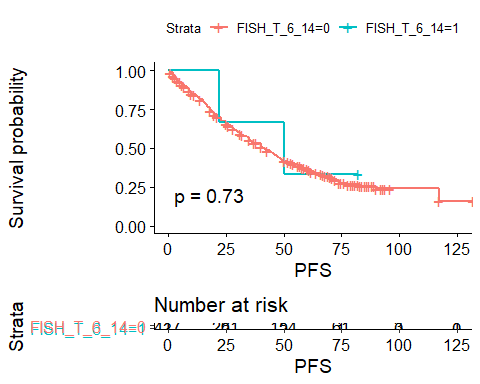 Strata FISH_T_6_14=0 FISH_T_6_14=1
Survival probability
1.00
0.75
0.50
0.25
0.00
p = 0.73
0 25 50 75 100 125
PFS
Number at risk
Strata
0 25 50 75 100 125
PFS